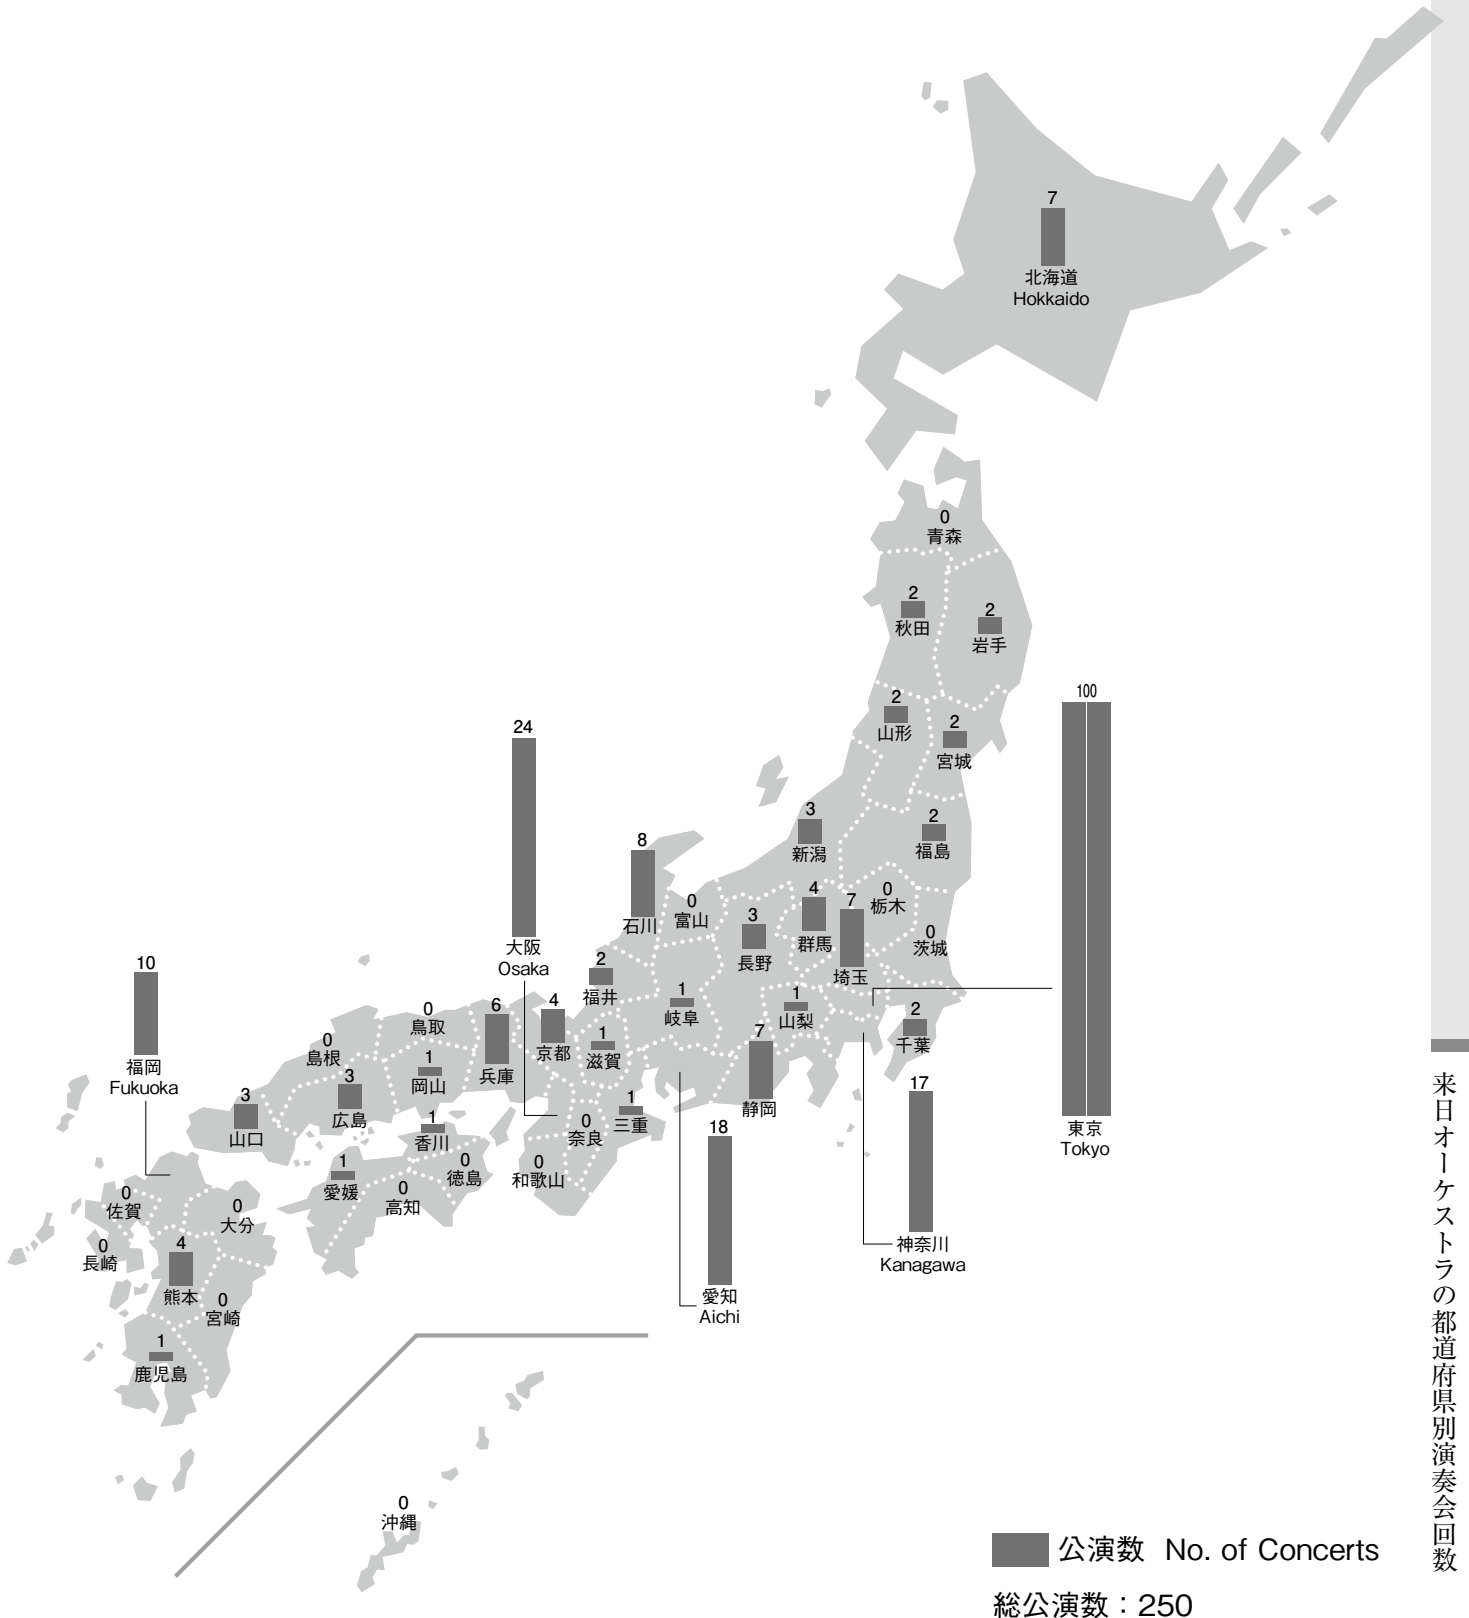 7
北海道
Hokkaido
0
青森
2
秋田
2
岩手
2
山形
2
宮城
100
東京
Tokyo
24
大阪
Osaka
3
新潟
2
福島
8
石川
0
富山
3
長野
4
群馬
7
埼玉
0
栃木
0
茨城
2
福井
1
岐阜
1
山梨
2
千葉
10
福岡
Fukuoka
0
鳥取
0
島根
6
兵庫
4
京都
1
滋賀
7
静岡
17
神奈川
Kanagawa
3
山口
3
広島
1
岡山
1
香川
0
奈良
1
三重
18
愛知
Aichi
1
愛媛
0
高知
0
徳島
0
和歌山
0
佐賀
0
大分
0
長崎
4
熊本
0
宮崎
1
鹿児島
0
沖縄
公演数 No. of Concerts
総公演数：250
来日オーケストラの都道府県別演奏会回数